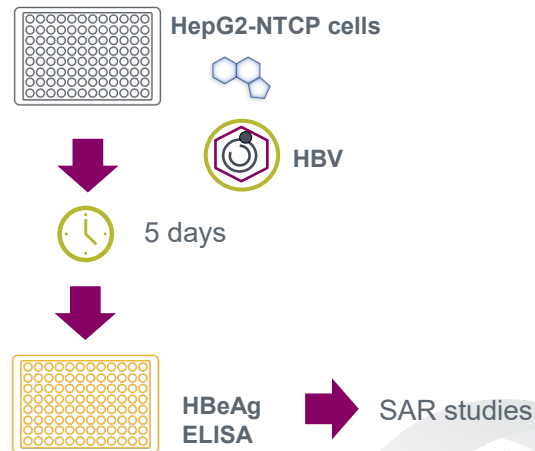 HepG2-NTCP cells
HBV
5 days
HBeAg
ELISA
SAR studies